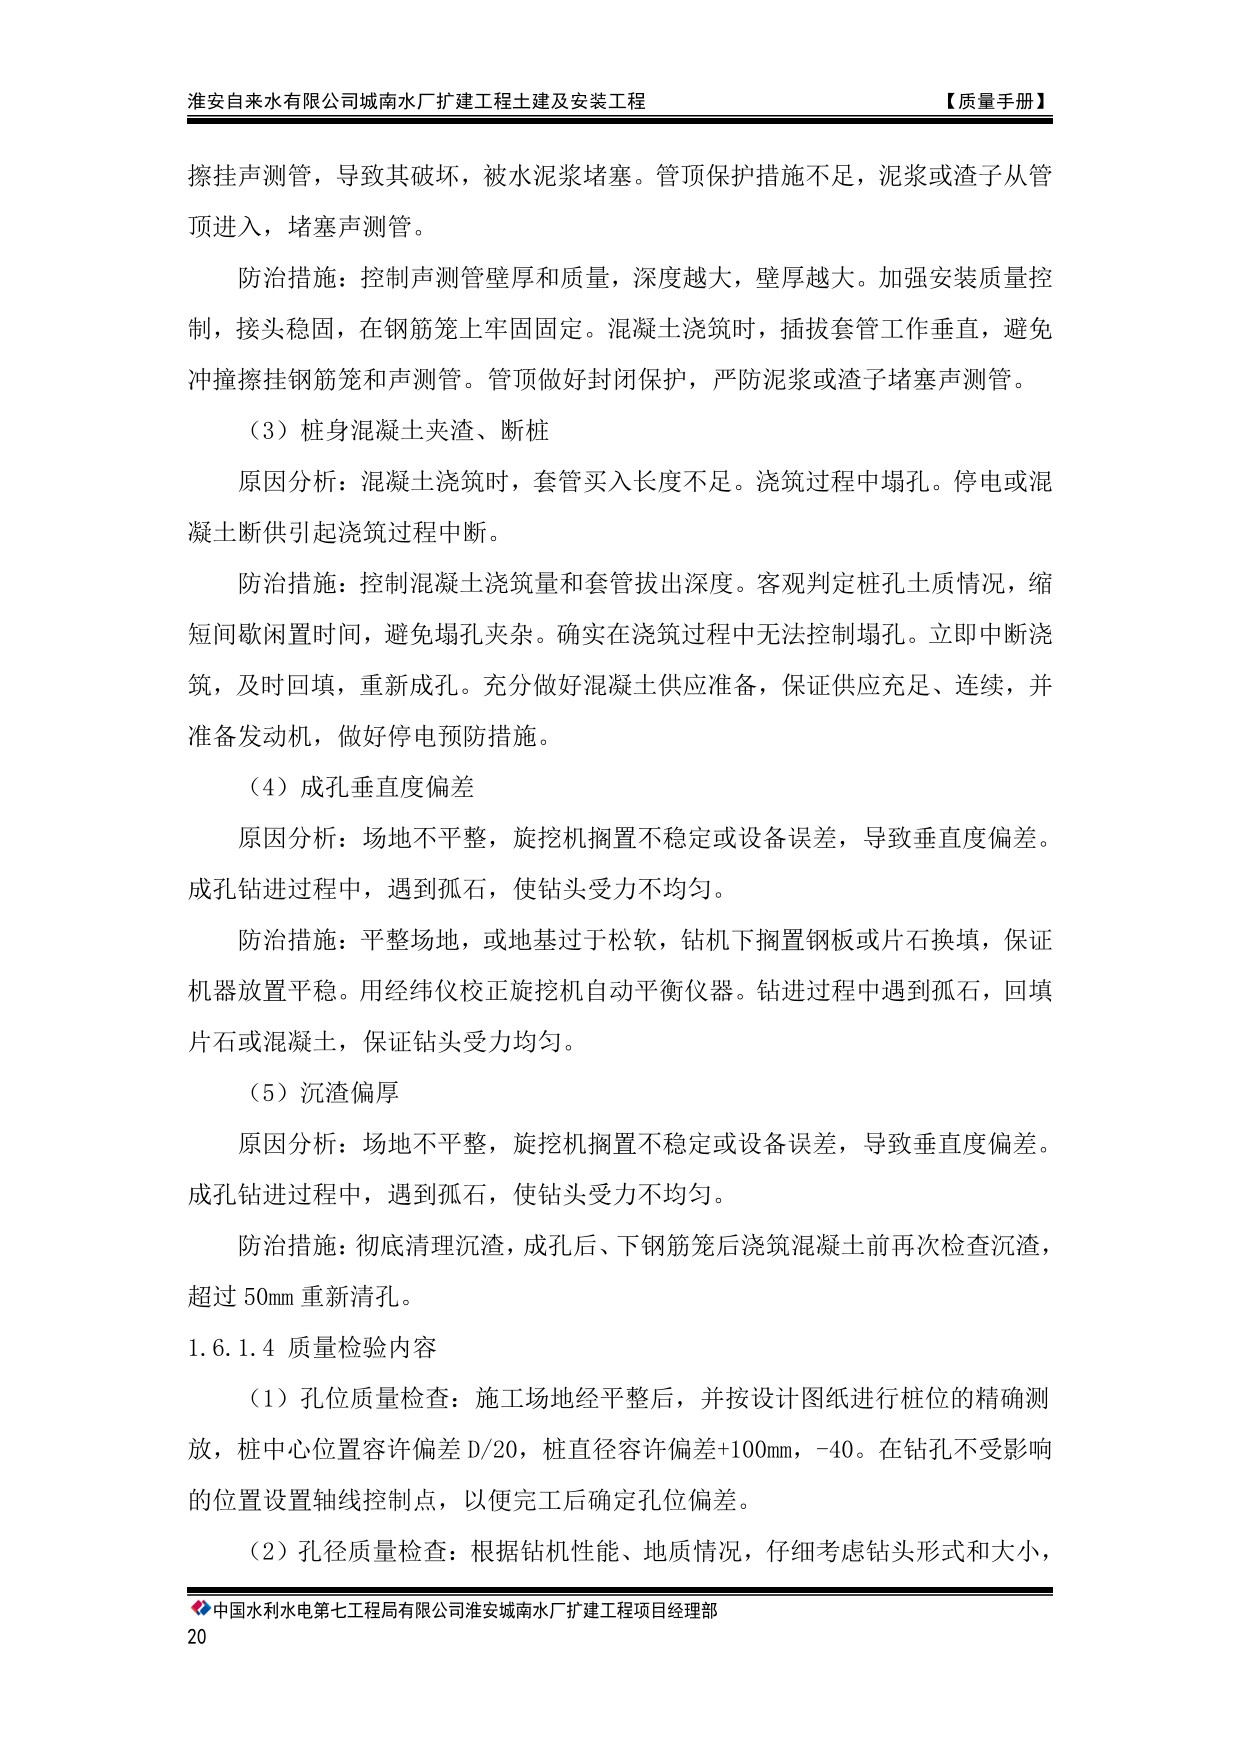 淮安自来水有限公司城南水厂扩建工程土建及安装工程 【质量手册】
擦挂声测管，导致其破坏，被水泥浆堵塞。管顶保护措施不足，泥浆或渣子从管
顶进入，堵塞声测管。
防治措施：控制声测管壁厚和质量，深度越大，壁厚越大。加强安装质量控
制，接头稳固，在钢筋笼上牢固固定。混凝土浇筑时，插拔套管工作垂直，避免
冲撞擦挂钢筋笼和声测管。管顶做好封闭保护，严防泥浆或渣子堵塞声测管。
（3）桩身混凝土夹渣、断桩
原因分析：混凝土浇筑时，套管买入长度不足。浇筑过程中塌孔。停电或混
凝土断供引起浇筑过程中断。
防治措施：控制混凝土浇筑量和套管拔出深度。客观判定桩孔土质情况，缩
短间歇闲置时间，避免塌孔夹杂。确实在浇筑过程中无法控制塌孔。立即中断浇
筑，及时回填，重新成孔。充分做好混凝土供应准备，保证供应充足、连续，并
准备发动机，做好停电预防措施。
（4）成孔垂直度偏差
原因分析：场地不平整，旋挖机搁置不稳定或设备误差，导致垂直度偏差。
成孔钻进过程中，遇到孤石，使钻头受力不均匀。
防治措施：平整场地，或地基过于松软，钻机下搁置钢板或片石换填，保证
机器放置平稳。用经纬仪校正旋挖机自动平衡仪器。钻进过程中遇到孤石，回填
片石或混凝土，保证钻头受力均匀。
（5）沉渣偏厚
原因分析：场地不平整，旋挖机搁置不稳定或设备误差，导致垂直度偏差。
成孔钻进过程中，遇到孤石，使钻头受力不均匀。
防治措施：彻底清理沉渣，成孔后、下钢筋笼后浇筑混凝土前再次检查沉渣，
超过 50mm 重新清孔。
1.6.1.4 质量检验内容
（1）孔位质量检查：施工场地经平整后，并按设计图纸进行桩位的精确测
放，桩中心位置容许偏差 D/20，桩直径容许偏差+100mm，-40。在钻孔不受影响
的位置设置轴线控制点，以便完工后确定孔位偏差。
（2）孔径质量检查：根据钻机性能、地质情况，仔细考虑钻头形式和大小，
中国水利水电第七工程局有限公司淮安城南水厂扩建工程项目经理部
20